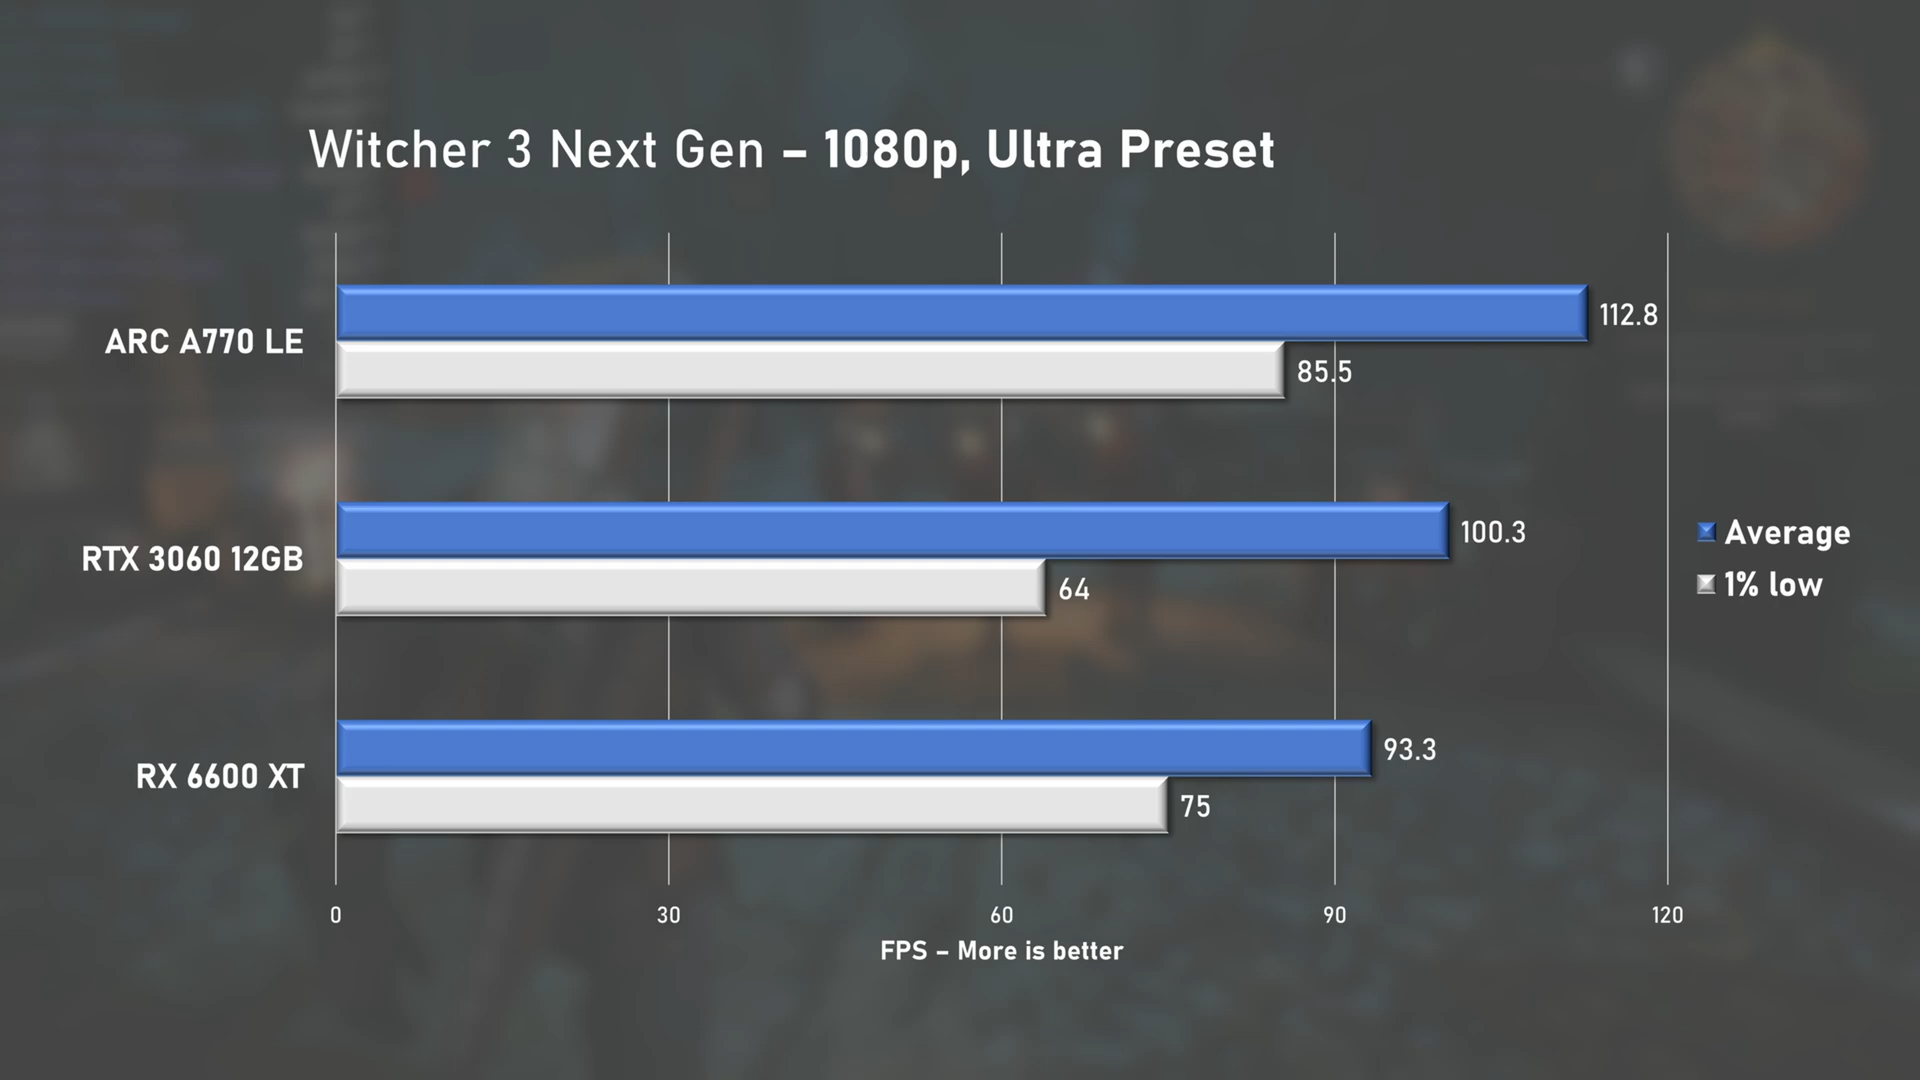 Witcher 3 Next Gen – 1080p, Ultra Preset
ARC A770 LE
112.8
85.5
RTX 3060 12GB
100.3
64
RX 6600 XT
93.3
75
Average
1% low
0 30 60 90 120
FPS – More is better